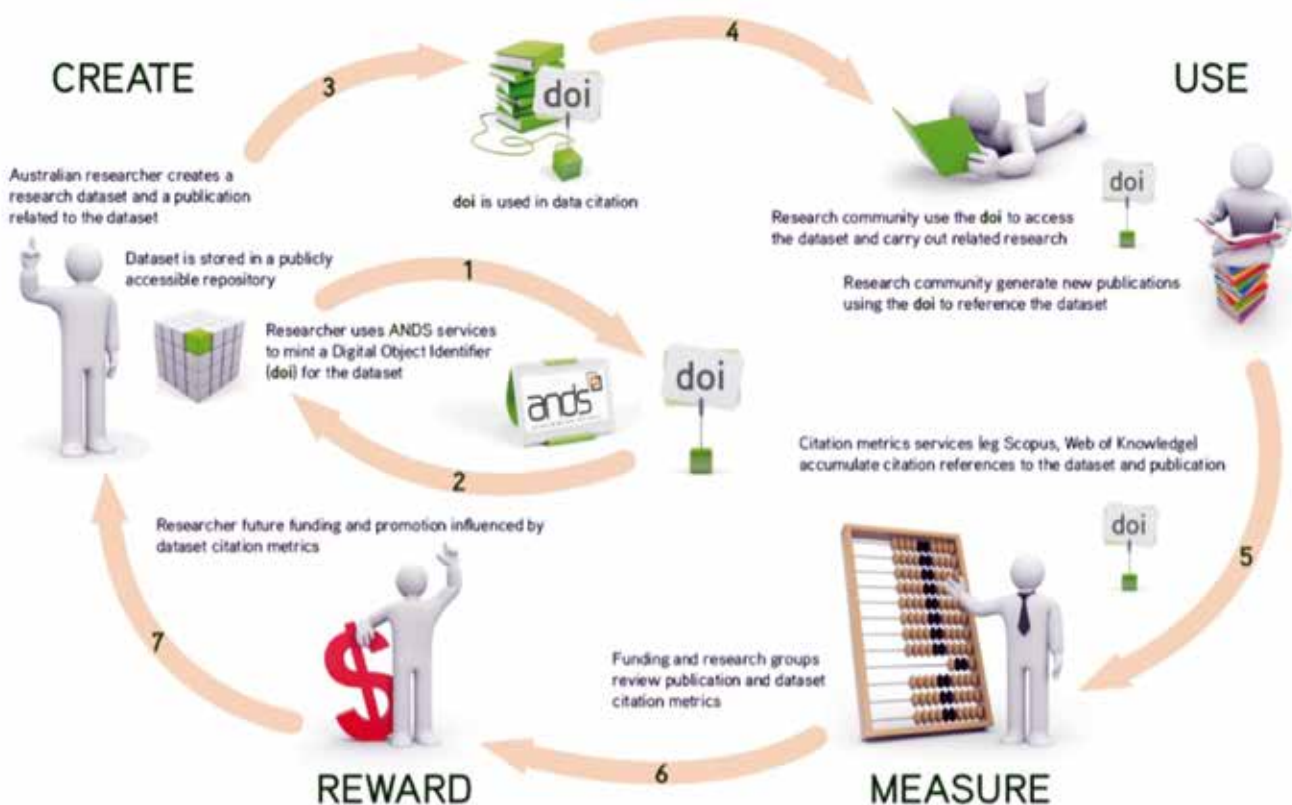 CREATE
3
doi
4
USE
Australian researcher creates a
research dataset and a publication
related to the dataset
doi is used in data citation
doi
Research community use the doi to access
the dataset and carry out related research
Dataset is stored in a publicly
accessible repository
1
Research community generate new publications
using the doi to reference the dataset
Researcher uses ANDS services
to mint a Digital Object Identifier
(doi) for the dataset
ands
doi
2
Citation metrics services (eg Scopus, Web of Knowledge)
accumulate citation references to the dataset and publication
doi
5
Researcher future funding and promotion influenced by
dataset citation metrics
7
$
Funding and research groups
review publication and dataset
citation metrics
6
REWARD
MEASURE